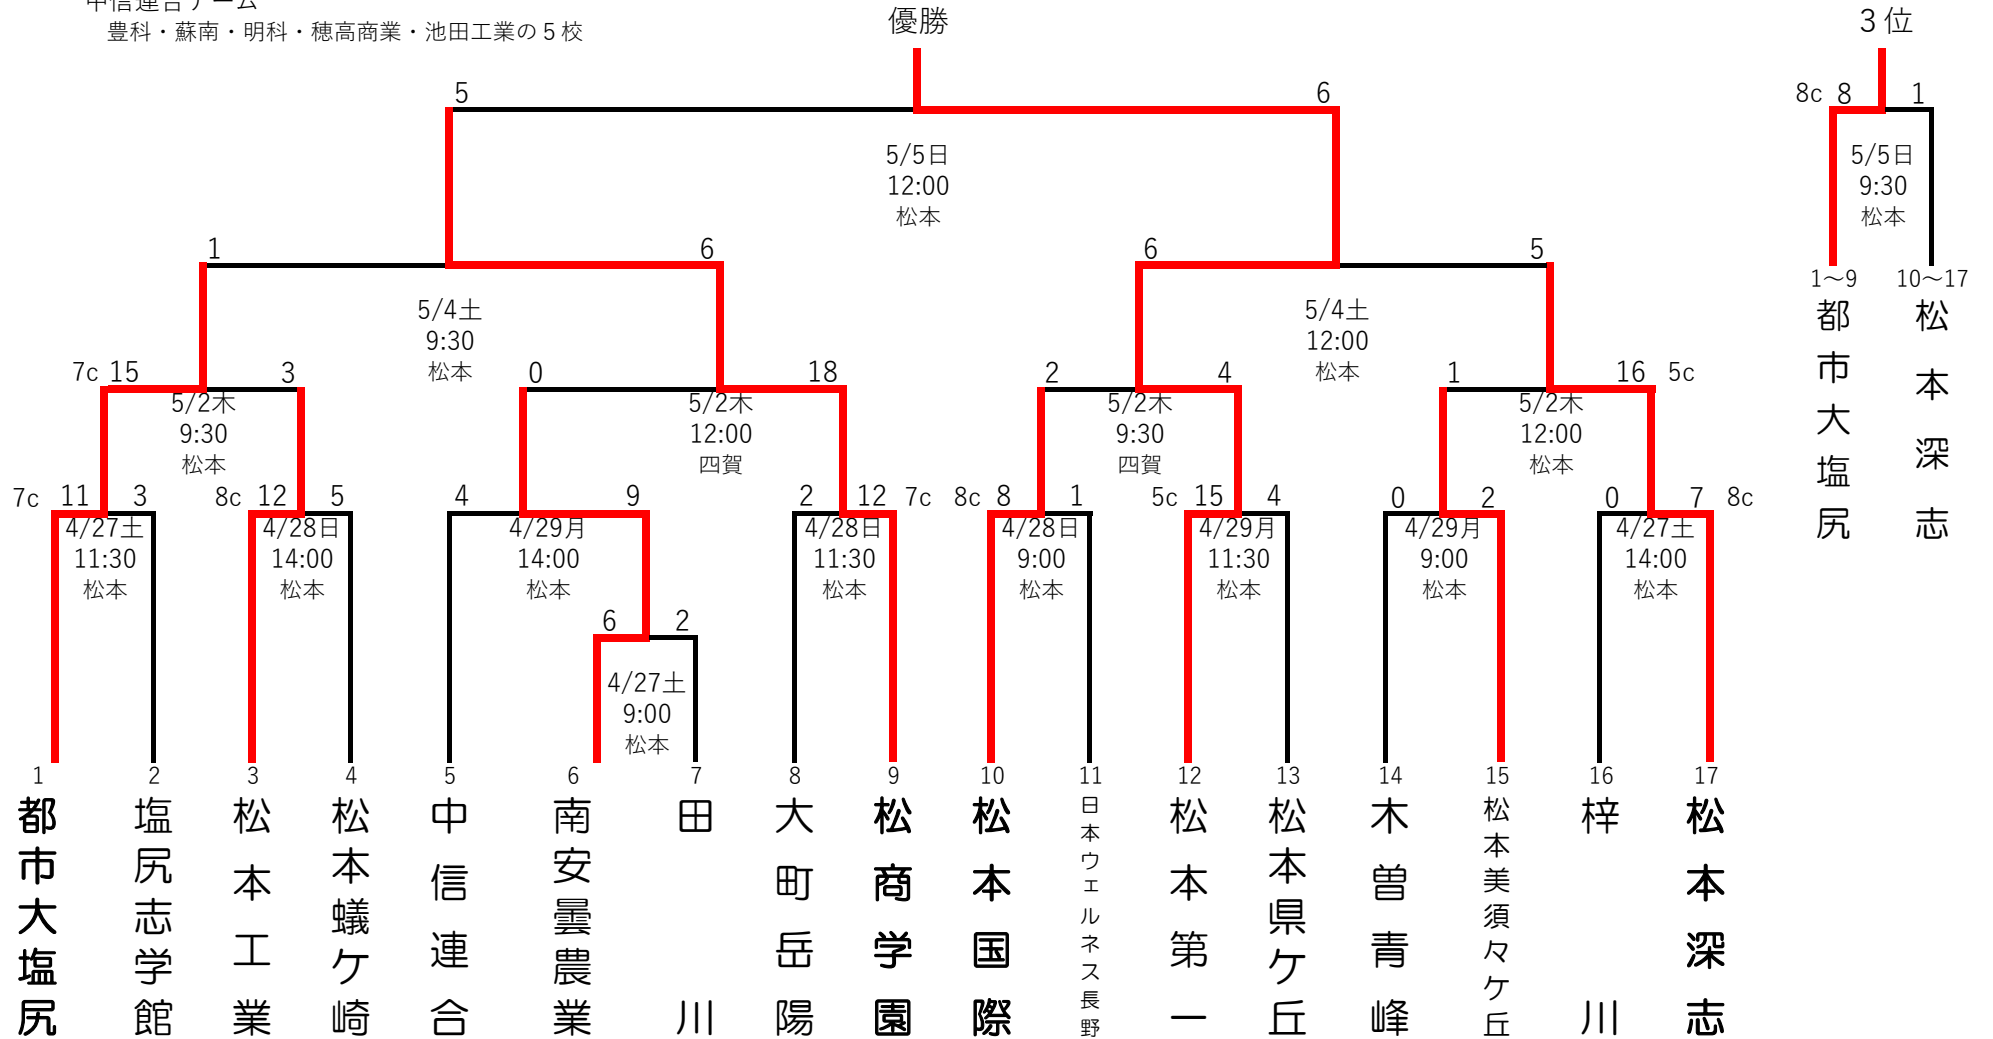 中信連合チーム
豊科・蘇南・明科・穂高商業・池田工業の５校
優勝
３位
5
6
8c 8
1
5/5日
12:00
松本
5/5日
9:30
松本
1
6
6
5
1～9
10～17
都市大塩尻
松本深志
5/4土
9:30
松本
5/4土
12:00
松本
7c 15
3
0
18
2
4
1
16 5c
5/2木
9:30
松本
5/2木
12:00
四賀
5/2木
9:30
四賀
5/2木
12:00
松本
7c 11
3
8c 12
5
4
9
2
12 7c
8c 8
1
5c 15
4
0
2
0
7 8c
4/27土
11:30
松本
4/28日
14:00
松本
4/29月
14:00
松本
4/28日
11:30
松本
4/28日
9:00
松本
4/29月
11:30
松本
4/29月
9:00
松本
4/27土
14:00
松本
6
2
4/27土
9:00
松本
1
都市大塩尻
2
塩尻志学館
3
松本工業
4
松本蟻ケ崎
5
中信連合
6
南安曇農業
7
田川
8
大町岳陽
9
松商学園
10
松本国際
11
日本ウェルネス長野
12
松本第一
13
松本県ケ丘
14
木曽青峰
15
松本美須々ケ丘
16
梓川
17
松本深志